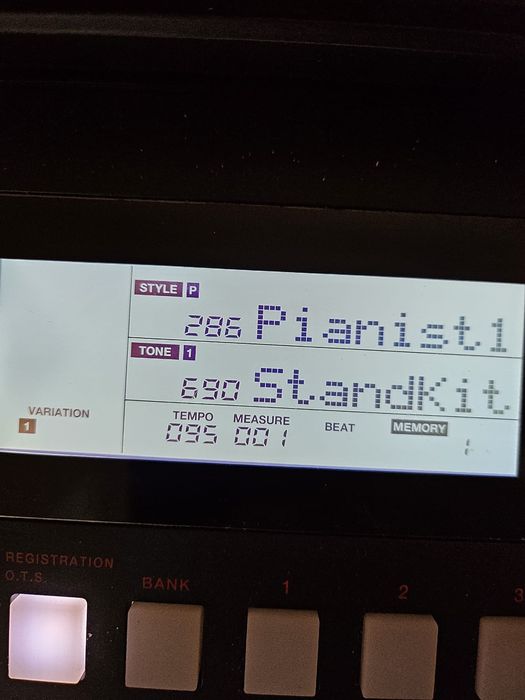 STYLE P
286 Pianist1
TONE 1
690 StandKit
VARIATION
1
TEMPO MEASURE BEAT MEMORY
095 001
REGISTRATION
O.T.S. BANK 1 2 3